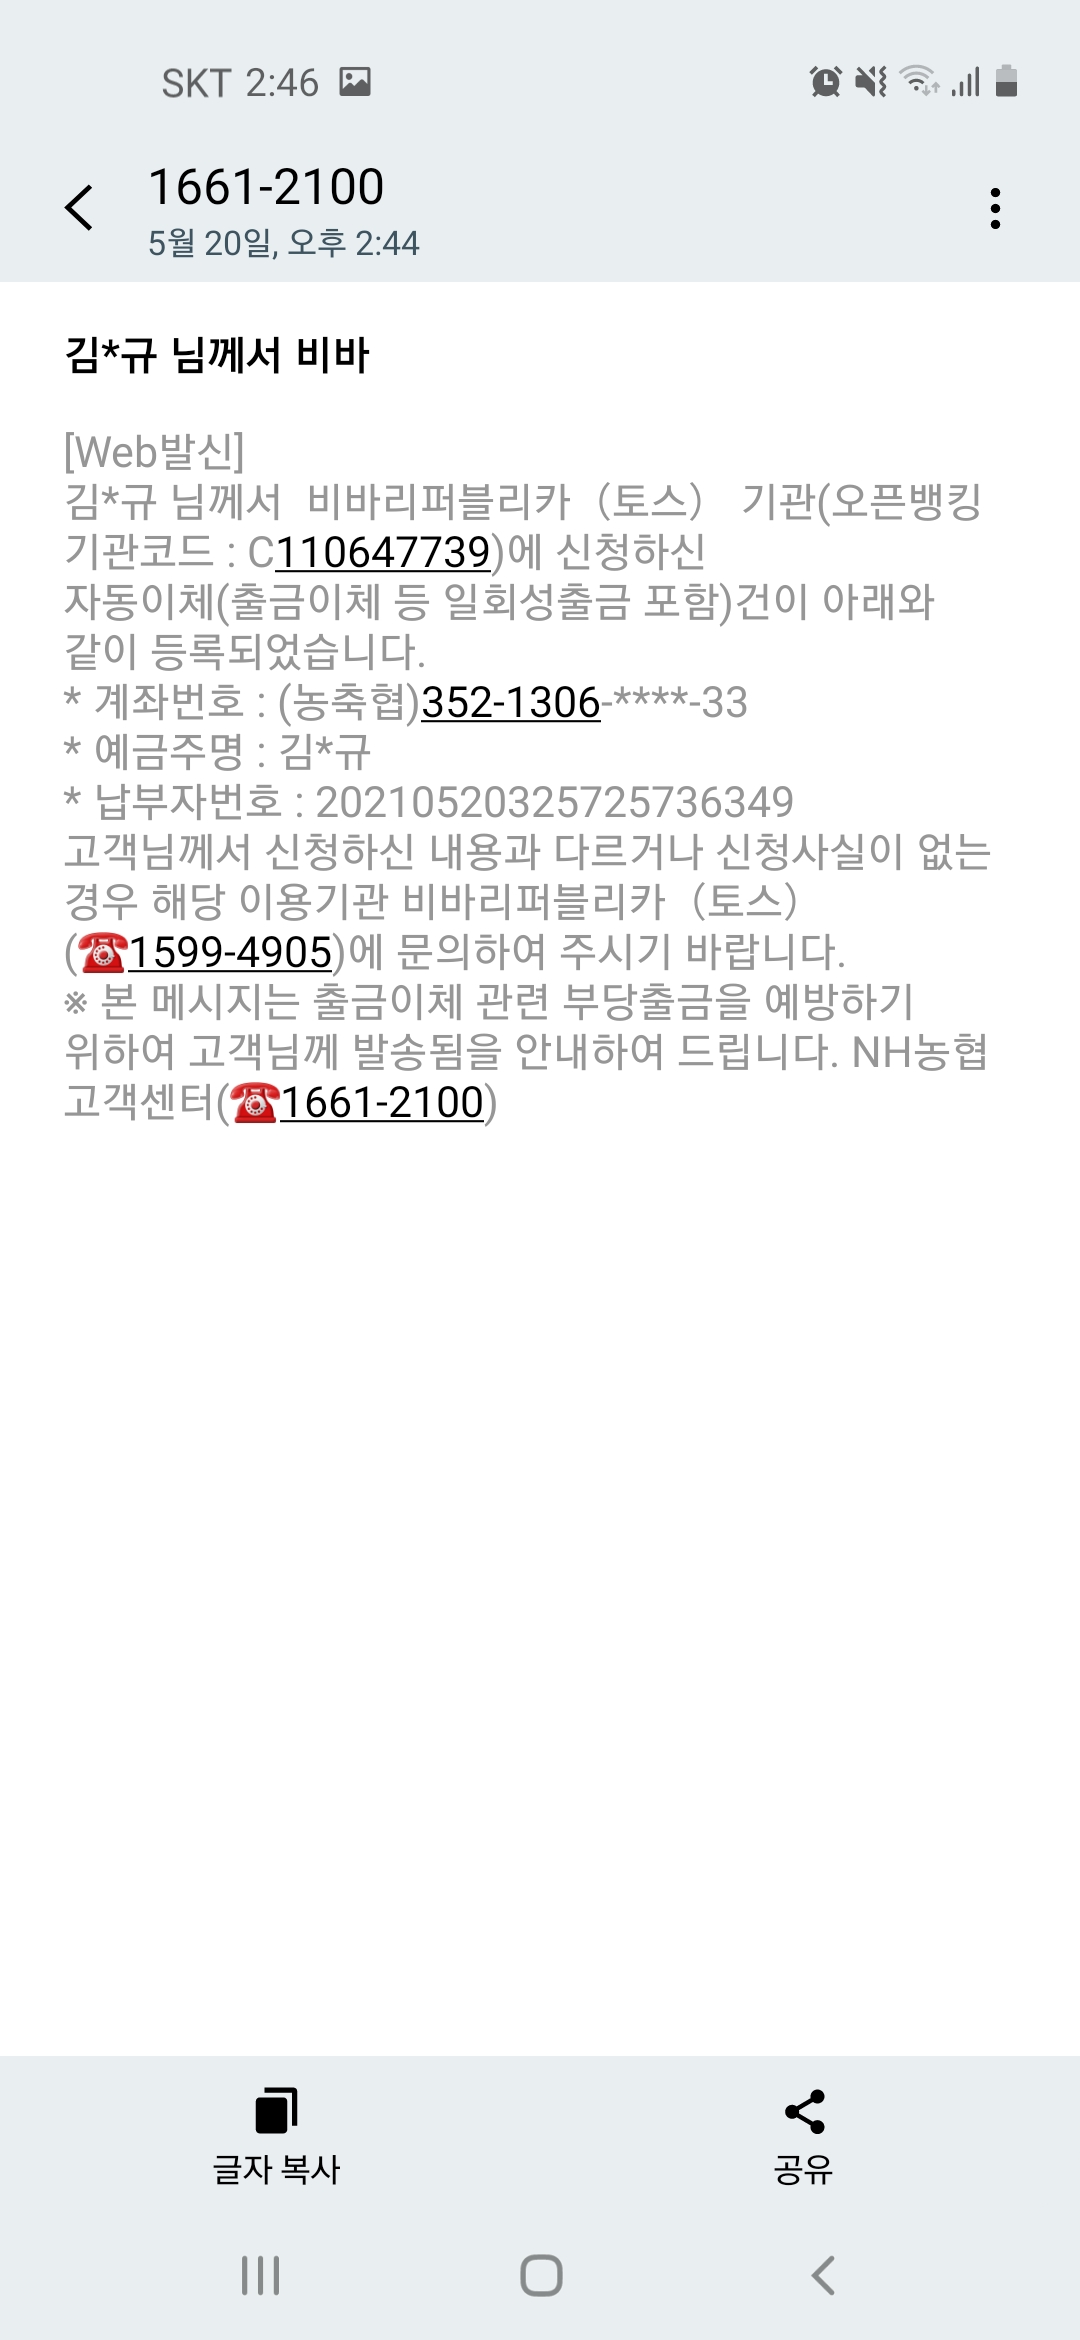 SKT 2:46
1661-2100
5월 20일, 오후 2:44
김*규 님께서 비바
[Web발신]
김*규 님께서 비바리퍼블리카（토스） 기관(오픈뱅킹
기관코드 : C110647739)에 신청하신
자동이체(출금이체 등 일회성출금 포함)건이 아래와
같이 등록되었습니다.
* 계좌번호 : (농축협)352-1306-****-33
* 예금주명 : 김*규
* 납부자번호 : 20210520325725736349
고객님께서 신청하신 내용과 다르거나 신청사실이 없는
경우 해당 이용기관 비바리퍼블리카（토스）
(☎1599-4905)에 문의하여 주시기 바랍니다.
※ 본 메시지는 출금이체 관련 부당출금을 예방하기
위하여 고객님께 발송됨을 안내하여 드립니다. NH농협
고객센터(☎1661-2100)
글자 복사
공유